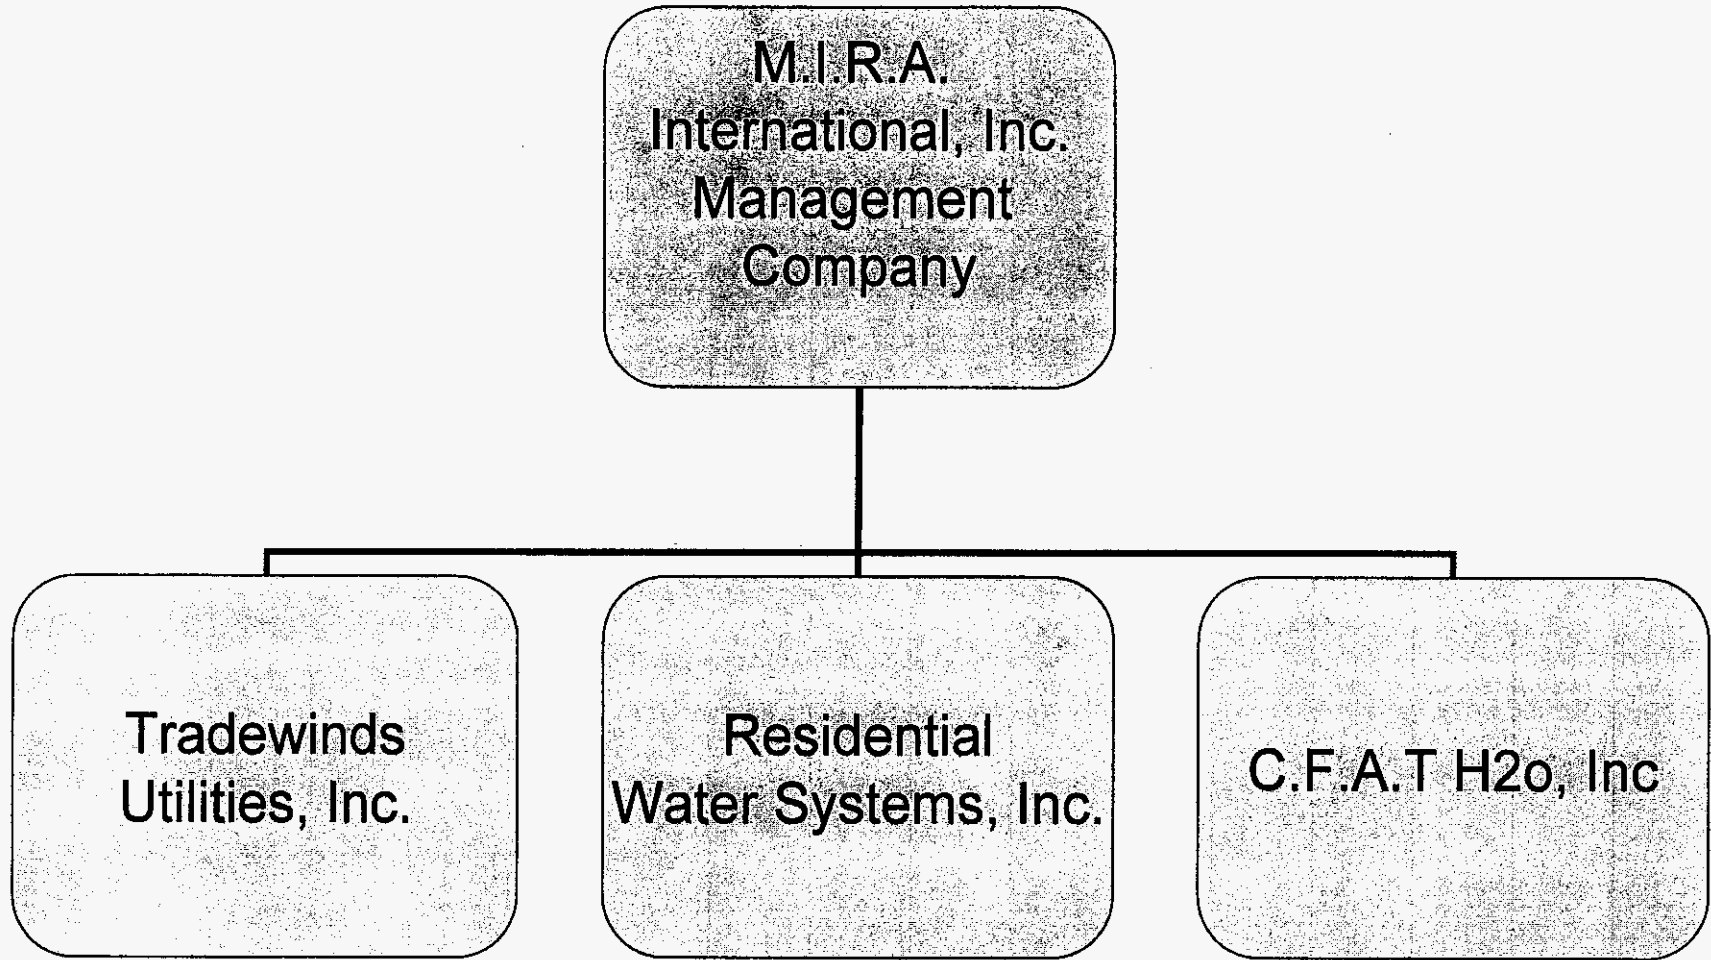 M.I.R.A.
International, Inc.
Management
Company
Tradewinds
Utilities, Inc.
Residential
Water Systems, Inc.
C.F.A.T H2o, Inc